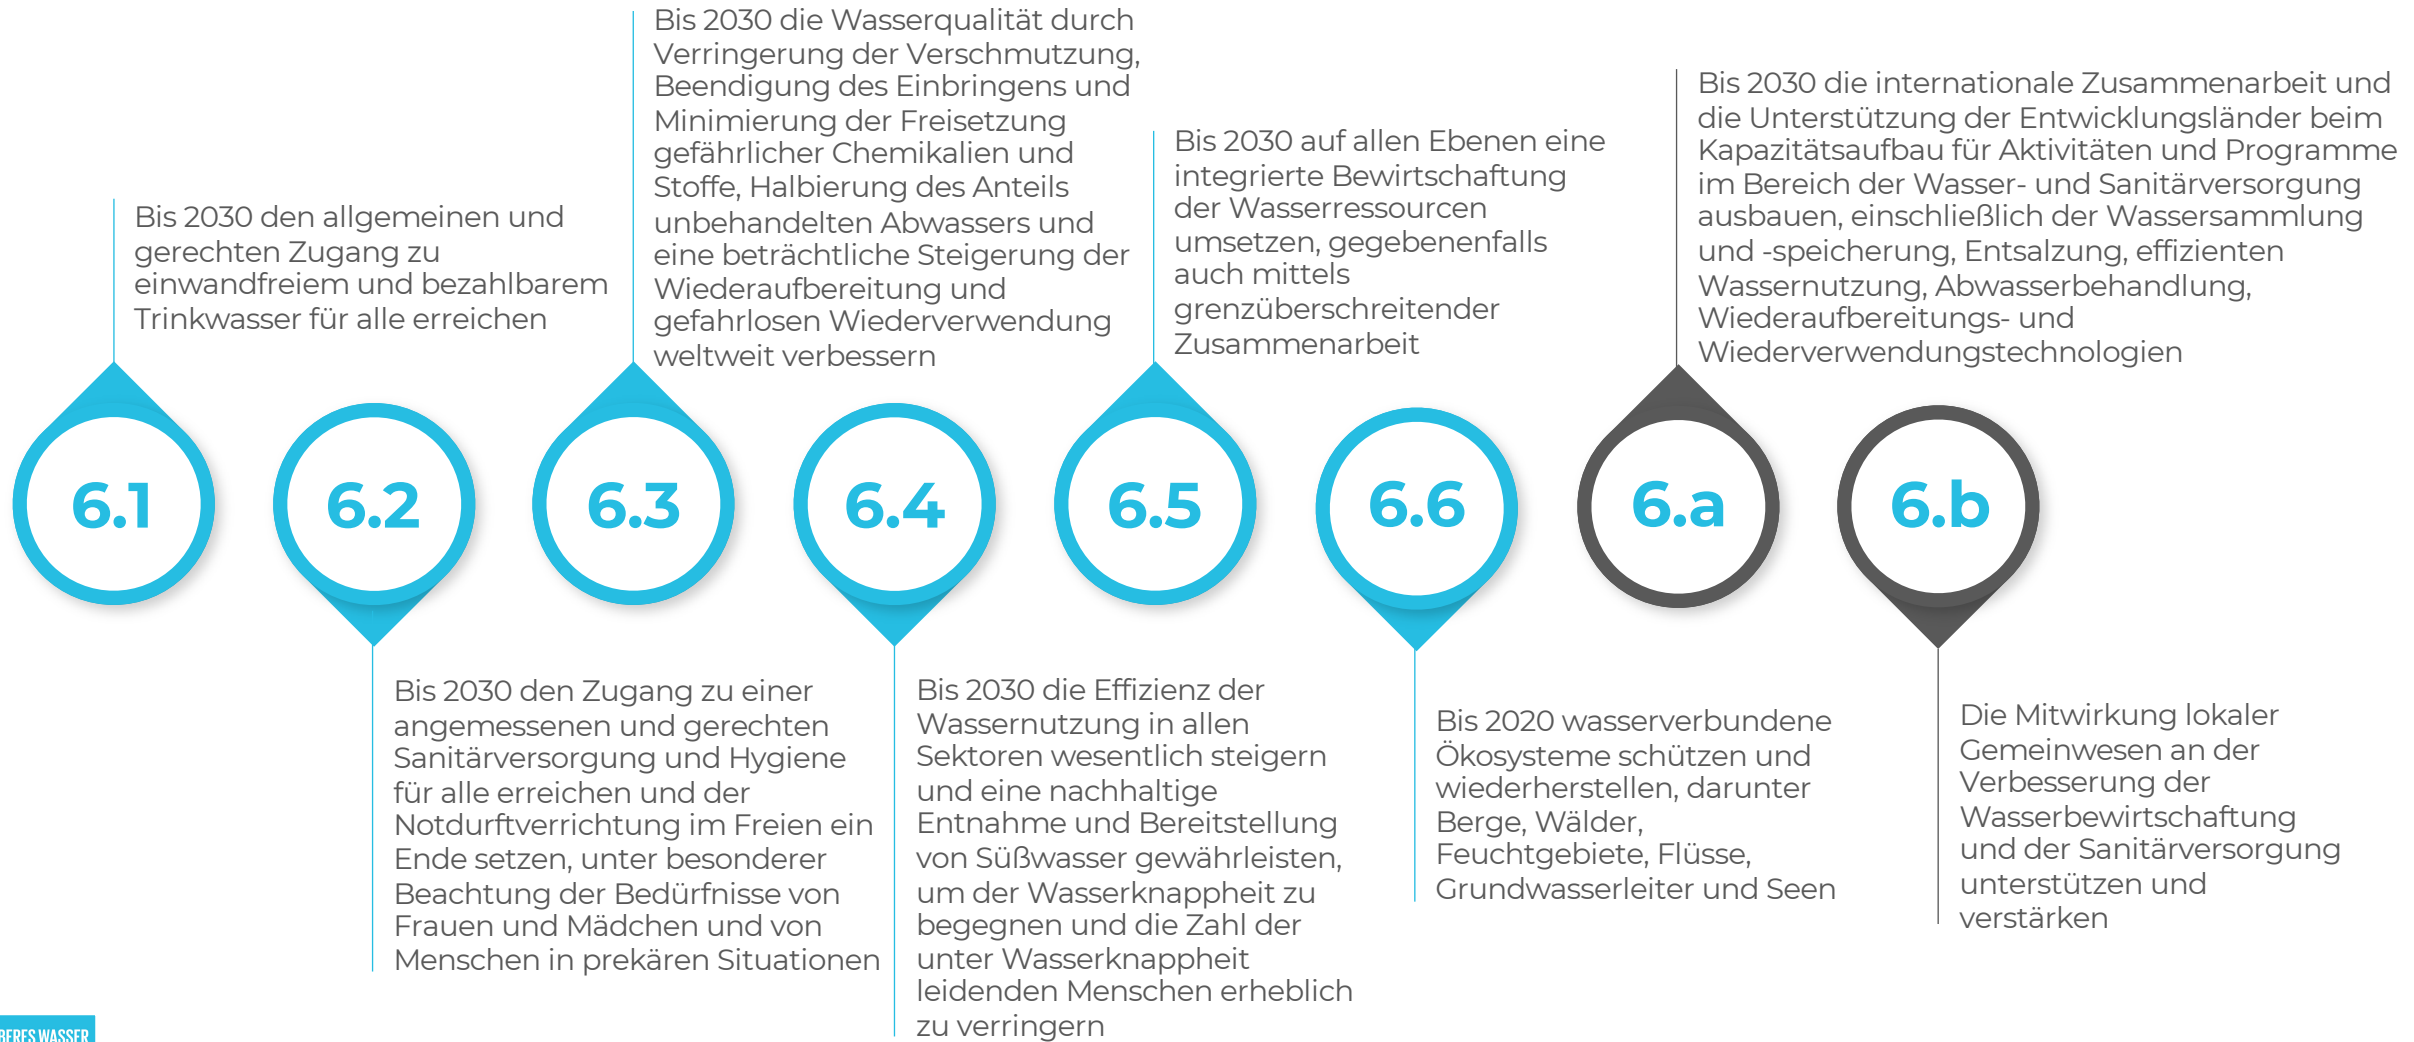 Bis 2030 den allgemeinen und
gerechten Zugang zu
einwandfreiem und bezahlbarem
Trinkwasser für alle erreichen
Bis 2030 die Wasserqualität durch
Verringerung der Verschmutzung,
Beendigung des Einbringens und
Minimierung der Freisetzung
gefährlicher Chemikalien und
Stoffe, Halbierung des Anteils
unbehandelten Abwassers und
eine beträchtliche Steigerung der
Wiederaufbereitung und
gefahrlosen Wiederverwendung
weltweit verbessern
Bis 2030 auf allen Ebenen eine
integrierte Bewirtschaftung
der Wasserressourcen
umsetzen, gegebenenfalls
auch mittels
grenzüberschreitender
Zusammenarbeit
Bis 2030 die internationale Zusammenarbeit und
die Unterstützung der Entwicklungsländer beim
Kapazitätsaufbau für Aktivitäten und Programme
im Bereich der Wasser- und Sanitärversorgung
ausbauen, einschließlich der Wassersammlung
und -speicherung, Entsalzung, effizienten
Wassernutzung, Abwasserbehandlung,
Wiederaufbereitungs- und
Wiederverwendungstechnologien
6.1
6.2
6.3
6.4
6.5
6.6
6.a
6.b
Bis 2030 den Zugang zu einer
angemessenen und gerechten
Sanitärversorgung und Hygiene
für alle erreichen und der
Notdurftverrichtung im Freien ein
Ende setzen, unter besonderer
Beachtung der Bedürfnisse von
Frauen und Mädchen und von
Menschen in prekären Situationen
Bis 2030 die Effizienz der
Wassernutzung in allen
Sektoren wesentlich steigern
und eine nachhaltige
Entnahme und Bereitstellung
von Süßwasser gewährleisten,
um der Wasserknappheit zu
begegnen und die Zahl der
unter Wasserknappheit
leidenden Menschen erheblich
zu verringern
Bis 2020 wasserverbundene
Ökosysteme schützen und
wiederherstellen, darunter
Berge, Wälder,
Feuchtgebiete, Flüsse,
Grundwasserleiter und Seen
Die Mitwirkung lokaler
Gemeinwesen an der
Verbesserung der
Wasserbewirtschaftung
und der Sanitärversorgung
unterstützen und
verstärken
WASSER